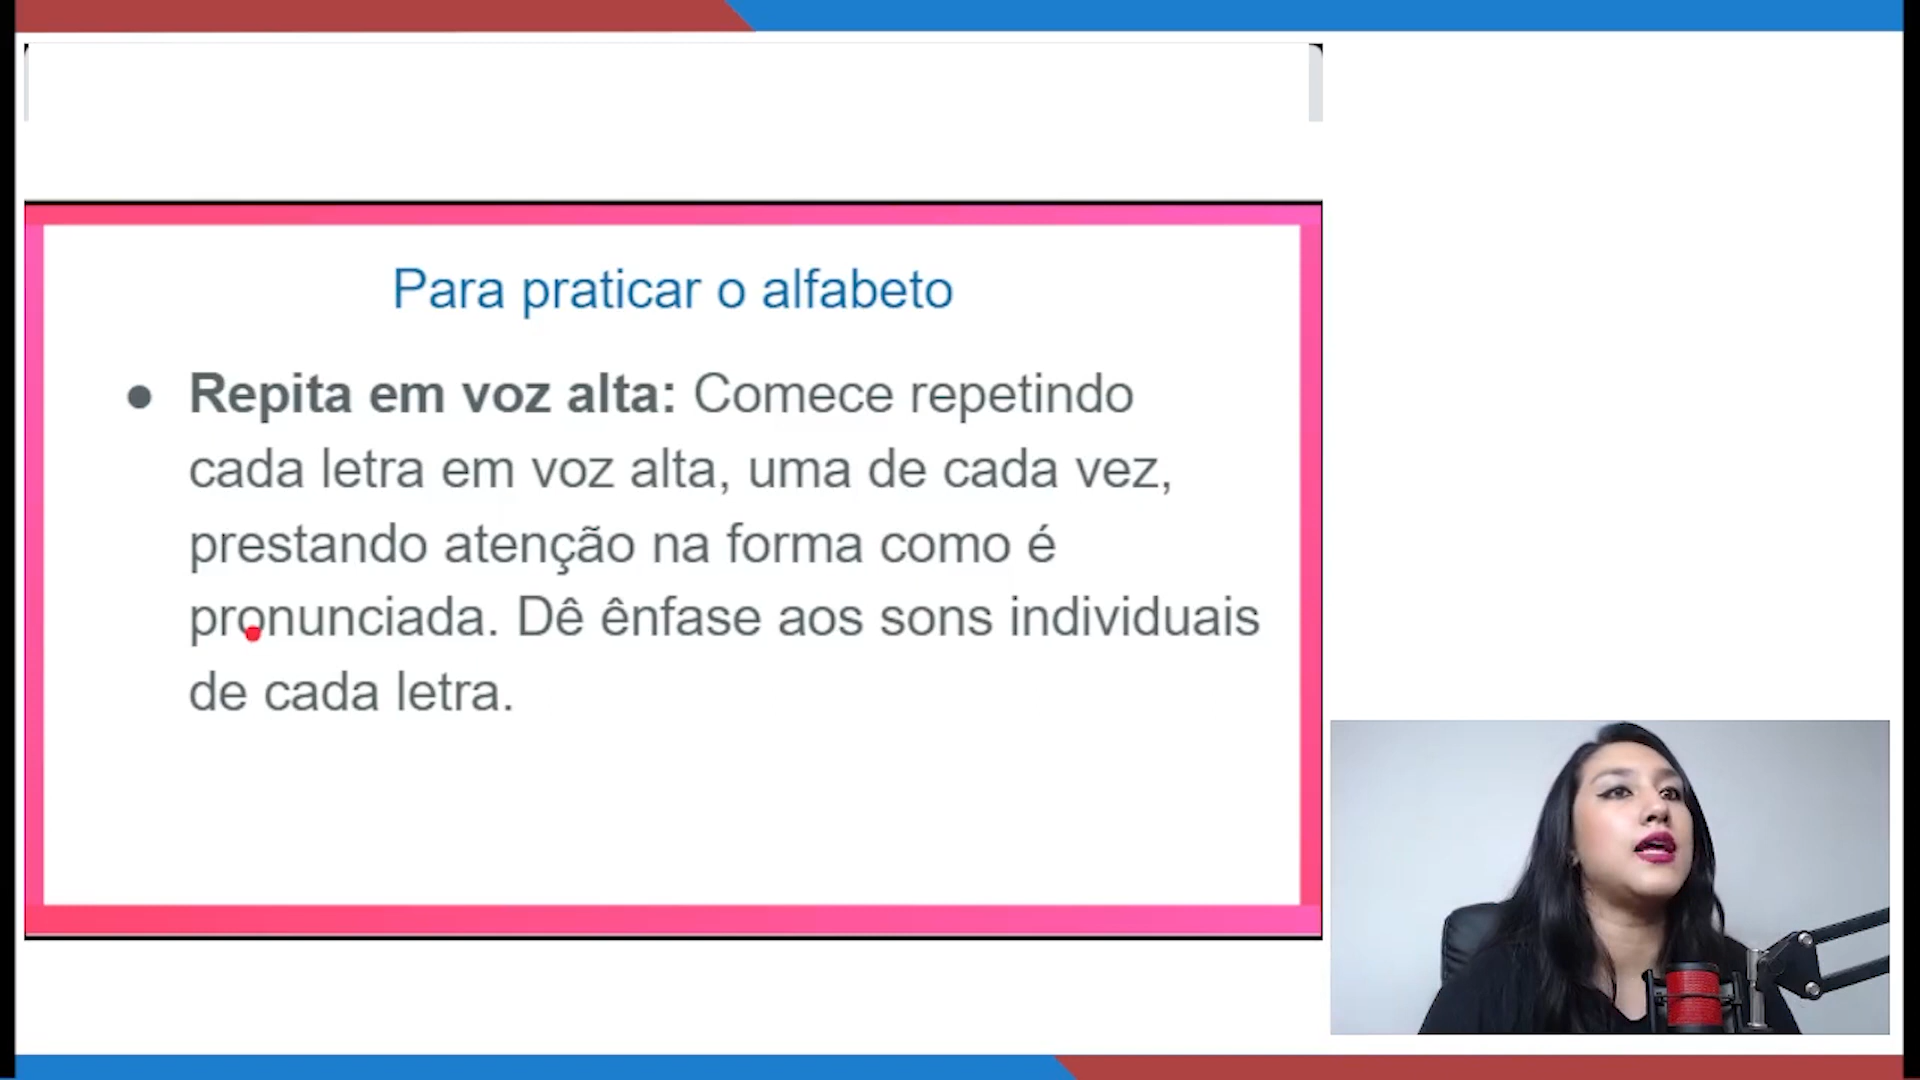 Para praticar o alfabeto
● Repita em voz alta: Comece repetindo
cada letra em voz alta, uma de cada vez,
prestando atenção na forma como é
pronunciada. Dê ênfase aos sons individuais
de cada letra.